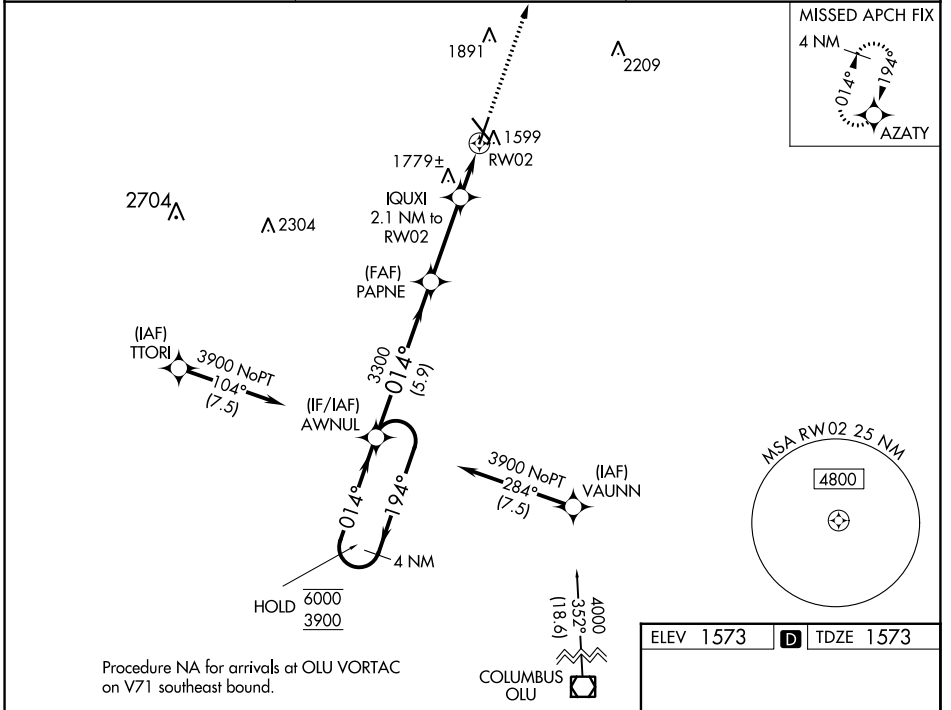 MISSED APCH FIX
4 NM
014°
194°
AZATY
1891
2209
1599
RW02
1779±
IQUXI
2.1 NM to
RW02
2704
2304
(FAF)
PAPNE
(IAF)
TTORI
3900 NoPT
104°
(7.5)
3300
014°
(5.9)
(IF/IAF)
AWNUL
MSA RW02 25 NM
4800
3900 NoPT
284°
(7.5)
(IAF)
VAUNN
014°
194°
4 NM
HOLD
6000
3900
4000
352°
(18.6)
COLUMBUS
OLU
Procedure NA for arrivals at OLU VORTAC
on V71 southeast bound.
ELEV 1573
D
TDZE 1573